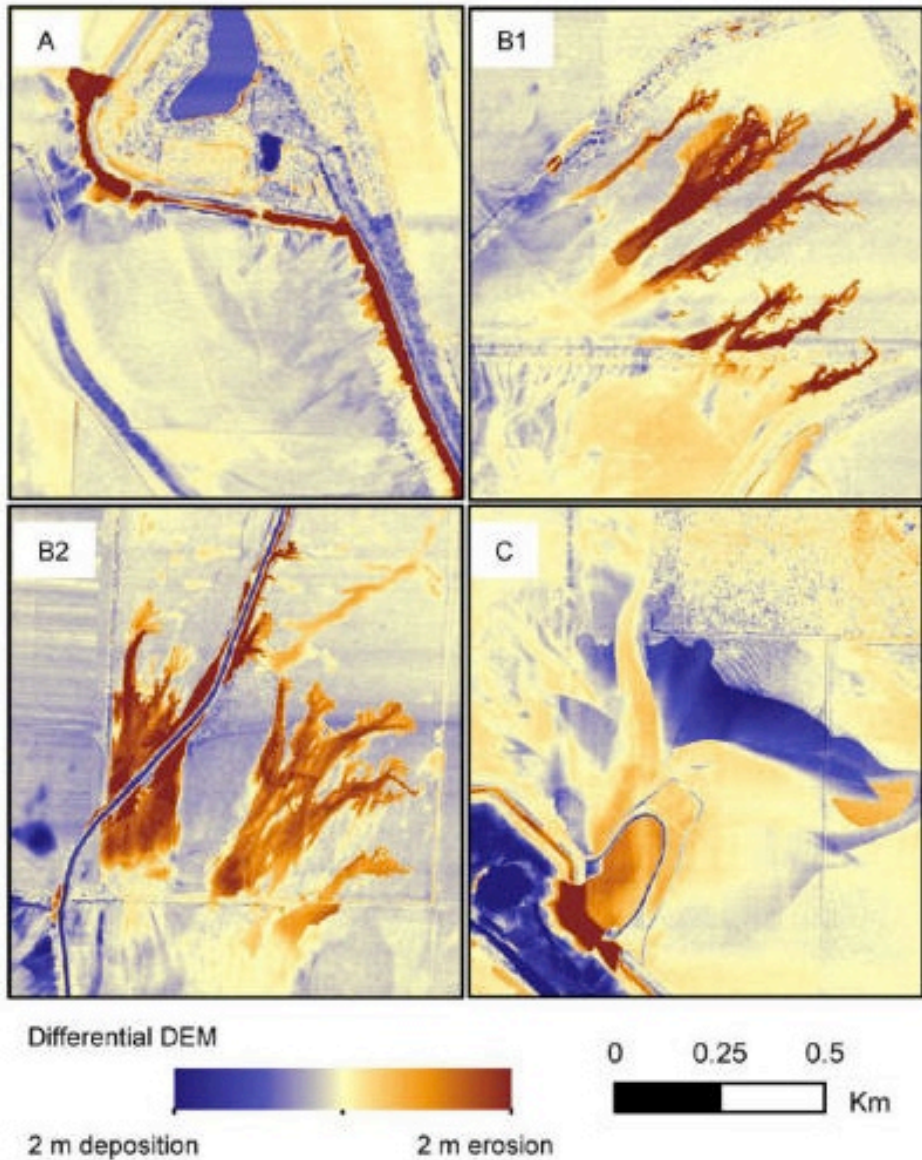 A
B1
B2
C
Differential DEM
2 m deposition
2 m erosion
0 0.25 0.5
Km